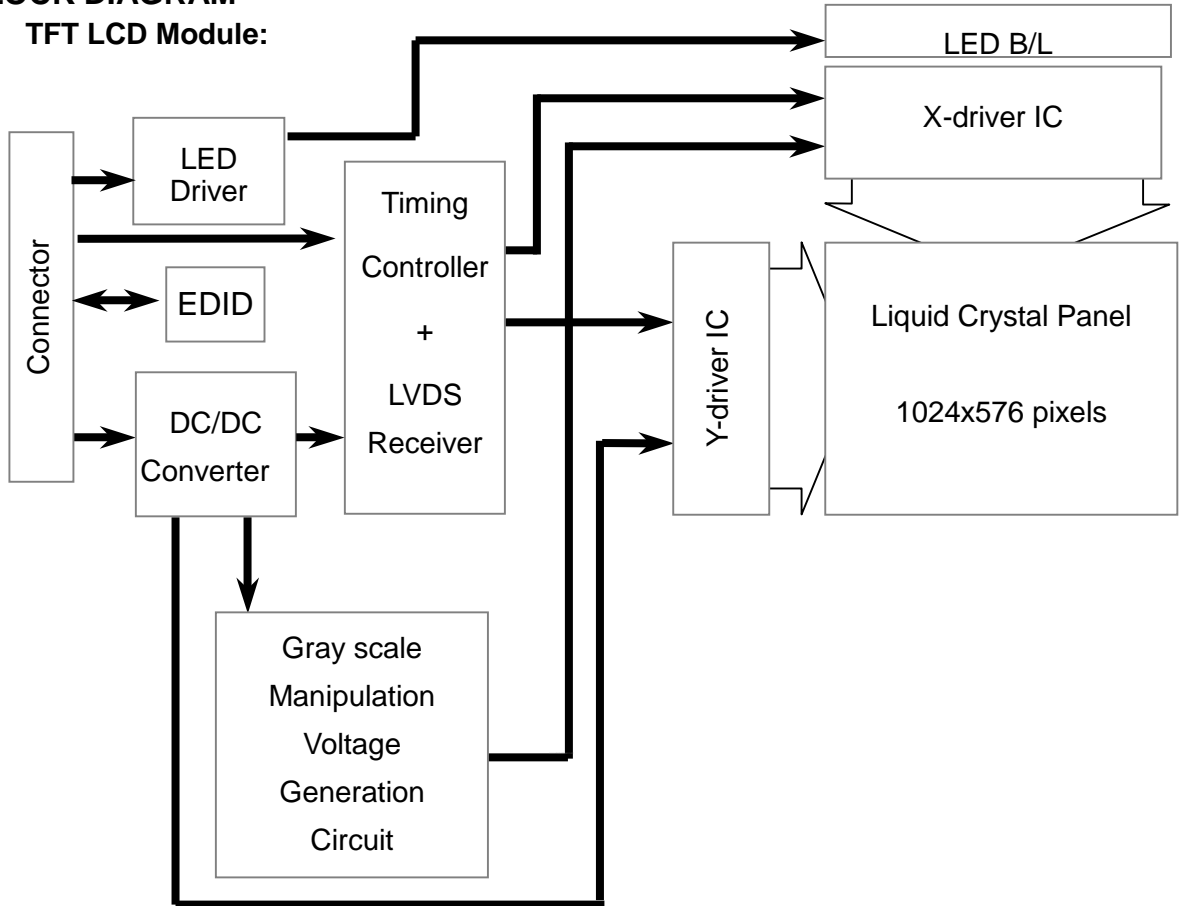 TFT LCD Module:
LED B/L
X-driver IC
LED
Driver
Timing
Controller
+
LVDS
Receiver
Connector
EDID
DC/DC
Converter
Y-driver IC
Liquid Crystal Panel
1024x576 pixels
Gray scale
Manipulation
Voltage
Generation
Circuit